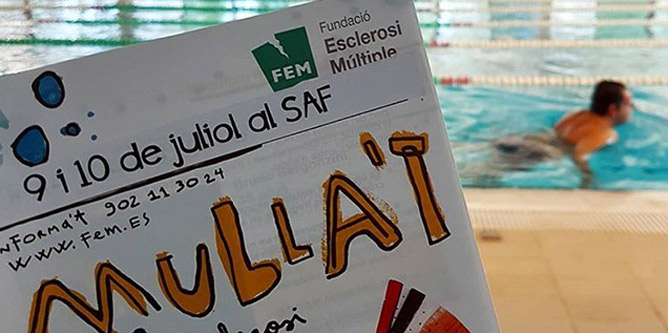 FEM
Fundació
Esclerosi
Múltiple
9 i 10 de juliol al SAF
INFORMA'T 902 11 30 24
www.Fem.es
MULLA'T